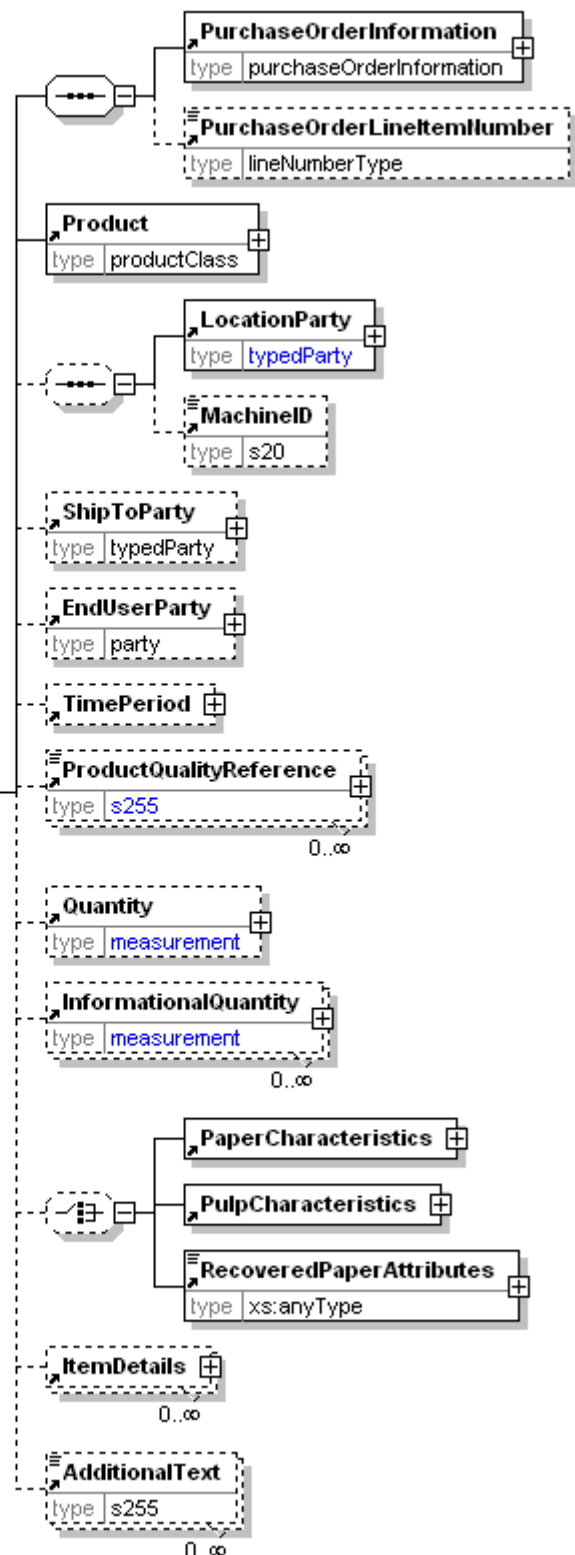 PurchaseOrderInformation
type purchaseOrderInformation
PurchaseOrderLineItemNumber
type lineNumberType
Product
type productClass
LocationParty
type typedParty
MachineID
type s20
ShipToParty
type typedParty
EndUserParty
type party
TimePeriod
ProductQualityReference
type s255
0..∞
Quantity
type measurement
InformationalQuantity
type measurement
0..∞
PaperCharacteristics
PulpCharacteristics
RecoveredPaperAttributes
type xs:anyType
ItemDetails
0..∞
AdditionalText
type s255
0..∞